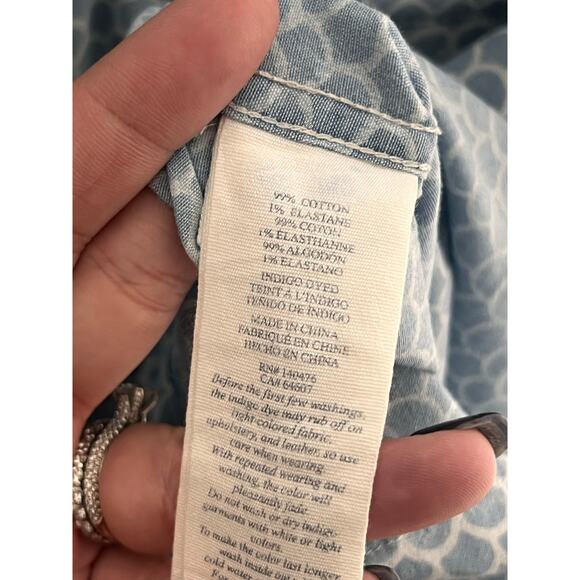 99% COTTON
1% ELASTANE
99% COTON
1% ELASTHANNE
99% ALGODÓN
1% ELASTANO
INDIGO DYED
TEINT À L'INDIGO
TEÑIDO DE INDIGO
MADE IN CHINA
FABRIQUÉ EN CHINE
HECHO EN CHINA
RN# 140476
CA# 64607
Before the first few washings,
the indigo dye may rub off on
light-colored fabric,
upholstery, and leather, so use
care when wearing.
With repeated wearing and
washing, the color will
pleasantly fade.
Do not wash or dry indigo
garments with white or light
colors.
To make the color last longer
wash inside out in
cold water